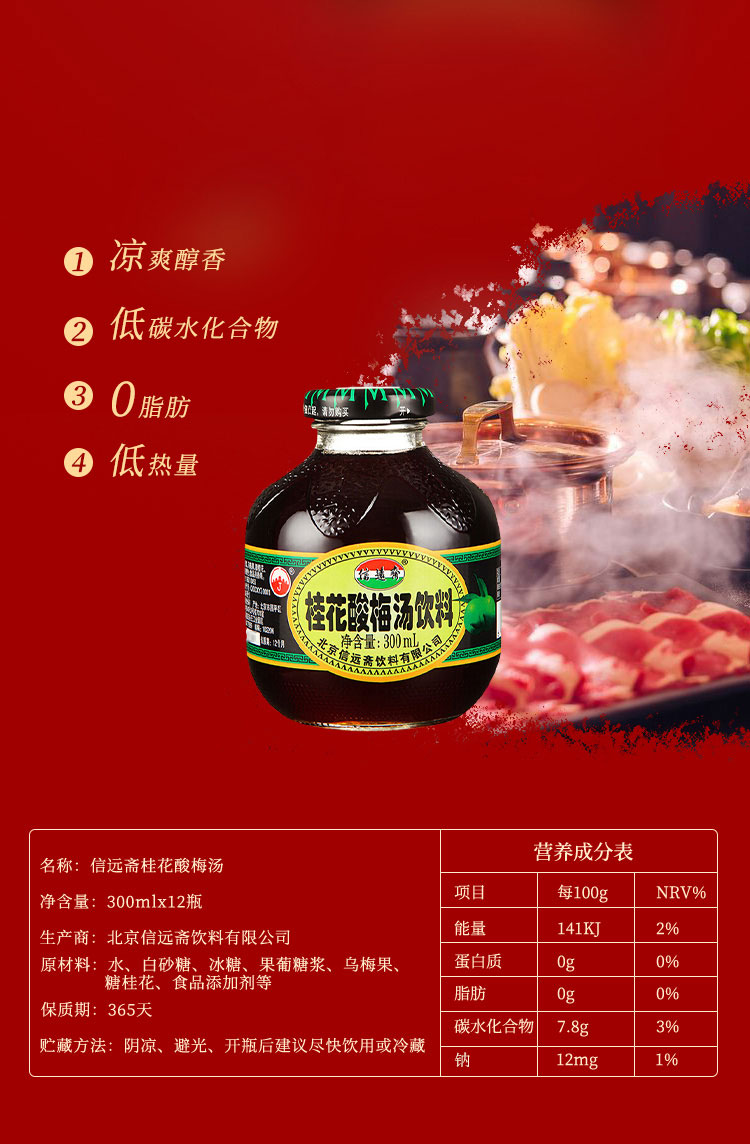 1 凉爽醇香
2 低碳水化合物
3 0脂肪
4 低热量
请勿购买 开
信远斋
®
桂花酸梅汤饮料
净含量:300mL
北京信远斋饮料有限公司
名称：信远斋桂花酸梅汤
净含量：300mlx12瓶
生产商：北京信远斋饮料有限公司
原材料：水、白砂糖、冰糖、果葡糖浆、乌梅果、
糖桂花、食品添加剂等
保质期：365天
贮藏方法：阴凉、避光、开瓶后建议尽快饮用或冷藏
营养成分表
项目 每100g NRV%
能量 141KJ 2%
蛋白质 0g 0%
脂肪 0g 0%
碳水化合物 7.8g 3%
钠 12mg 1%